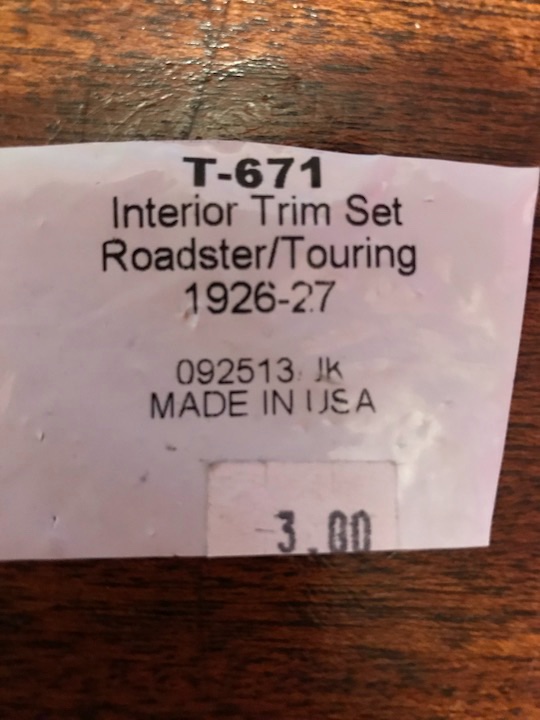 T-671
Interior Trim Set
Roadster/Touring
1926-27
092513 JK
MADE IN USA
3.00